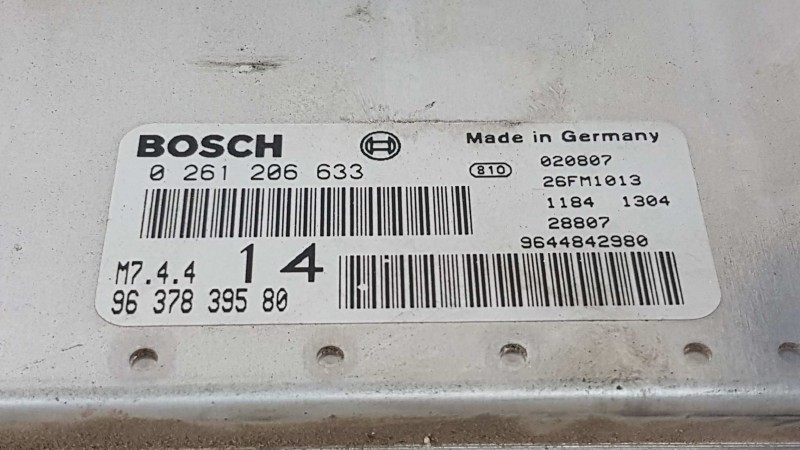 BOSCH
Made in Germany
0 261 206 633
810
020807
26FM1013
1184 1304
28807
9644842980
M7.4.4 14
96 378 395 80